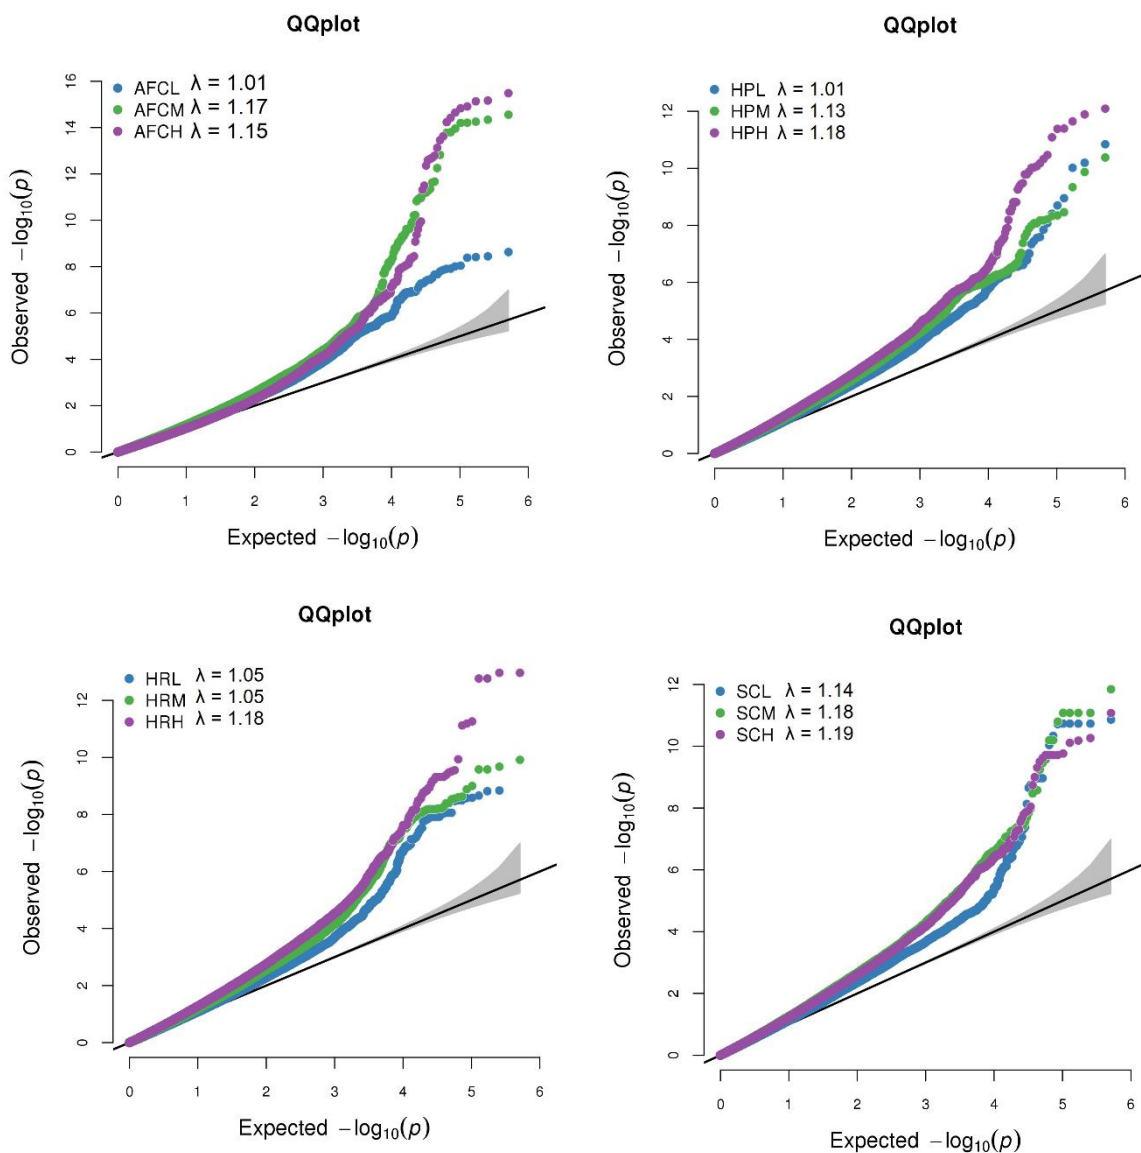 QQplot
AFCL λ = 1.01
AFCM λ = 1.17
AFCH λ = 1.15
16
14
12
10
8
6
4
2
0
Observed −log10(p)
0 1 2 3 4 5 6
Expected −log10(p)
QQplot
HPL λ = 1.01
HPM λ = 1.13
HPH λ = 1.18
12
10
8
6
4
2
0
Observed −log10(p)
0 1 2 3 4 5 6
Expected −log10(p)
QQplot
HRL λ = 1.05
HRM λ = 1.05
HRH λ = 1.18
12
10
8
6
4
2
0
Observed −log10(p)
0 1 2 3 4 5 6
Expected −log10(p)
QQplot
SCL λ = 1.14
SCM λ = 1.18
SCH λ = 1.19
12
10
8
6
4
2
0
Observed −log10(p)
0 1 2 3 4 5 6
Expected −log10(p)